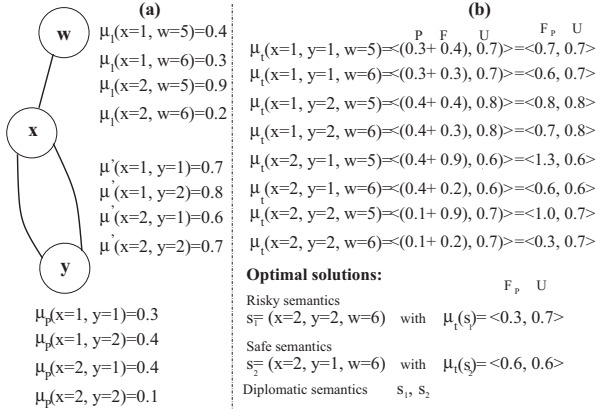 (a)
w
μ₁(x=1, w=5)=0.4
μ₁(x=1, w=6)=0.3
μ₁(x=2, w=5)=0.9
μ₁(x=2, w=6)=0.2
x
μ'(x=1, y=1)=0.7
μ'(x=1, y=2)=0.8
μ'(x=2, y=1)=0.6
μ'(x=2, y=2)=0.7
y
μP(x=1, y=1)=0.3
μP(x=1, y=2)=0.4
μP(x=2, y=1)=0.4
μP(x=2, y=2)=0.1
(b)
P F U FP U
μt(x=1, y=1, w=5)=<(0.3+ 0.4), 0.7)>=<0.7, 0.7>
μt(x=1, y=1, w=6)=<(0.3+ 0.3), 0.7)>=<0.6, 0.7>
μt(x=1, y=2, w=5)=<(0.4+ 0.4), 0.8)>=<0.8, 0.8>
μt(x=1, y=2, w=6)=<(0.4+ 0.3), 0.8)>=<0.7, 0.8>
μt(x=2, y=1, w=5)=<(0.4+ 0.9), 0.6)>=<1.3, 0.6>
μt(x=2, y=1, w=6)=<(0.4+ 0.2), 0.6)>=<0.6, 0.6>
μt(x=2, y=2, w=5)=<(0.1+ 0.9), 0.7)>=<1.0, 0.7>
μt(x=2, y=2, w=6)=<(0.1+ 0.2), 0.7)>=<0.3, 0.7>
Optimal solutions:
FP U
Risky semantics
s₁= (x=2, y=2, w=6) with μt(s₁)=<0.3, 0.7>
Safe semantics
s₂= (x=2, y=1, w=6) with μt(s₂)=<0.6, 0.6>
Diplomatic semantics s₁, s₂